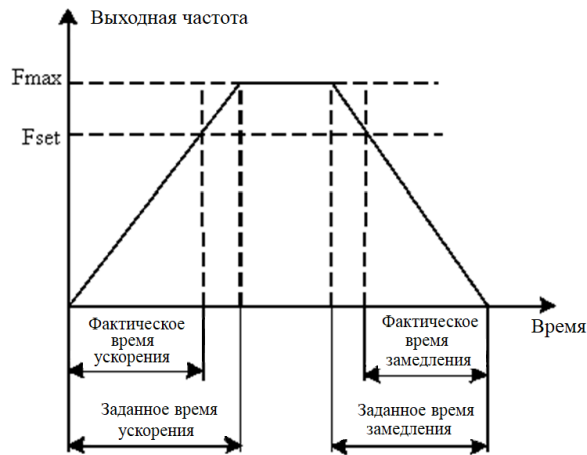 Выходная частота
Fmax
Fset
Время
Фактическое
время
ускорения
Фактическое
время
замедления
Заданное время
ускорения
Заданное время
замедления